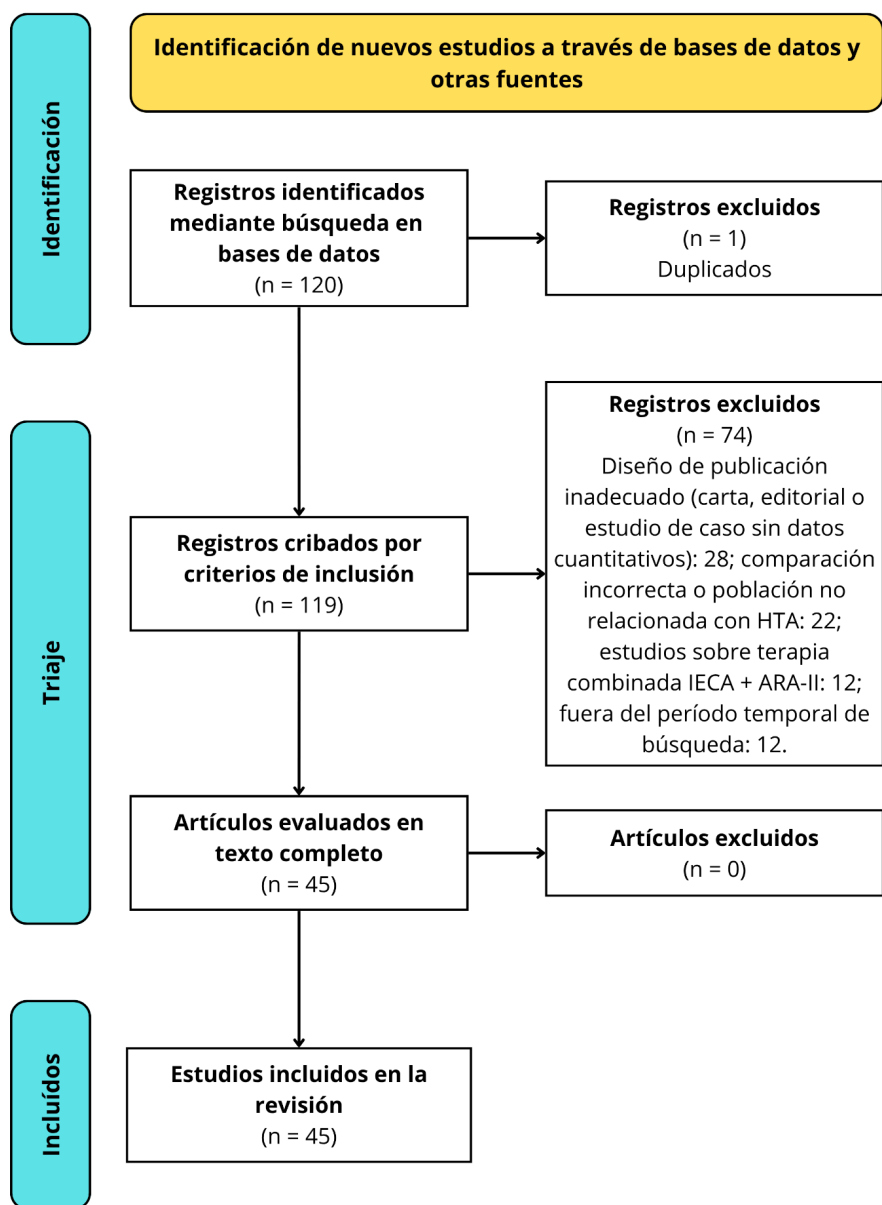 Identificación de nuevos estudios a través de bases de datos y
otras fuentes
Identificación
Registros identificados
mediante búsqueda en
bases de datos
(n = 120)
Registros excluidos
(n = 1)
Duplicados
Triaje
Registros cribados por
criterios de inclusión
(n = 119)
Registros excluidos
(n = 74)
Diseño de publicación
inadecuado (carta, editorial o
estudio de caso sin datos
cuantitativos): 28; comparación
incorrecta o población no
relacionada con HTA: 22;
estudios sobre terapia
combinada IECA + ARA-II: 12;
fuera del período temporal de
búsqueda: 12.
Artículos evaluados en
texto completo
(n = 45)
Artículos excluidos
(n = 0)
Incluídos
Estudios incluidos en la
revisión
(n = 45)